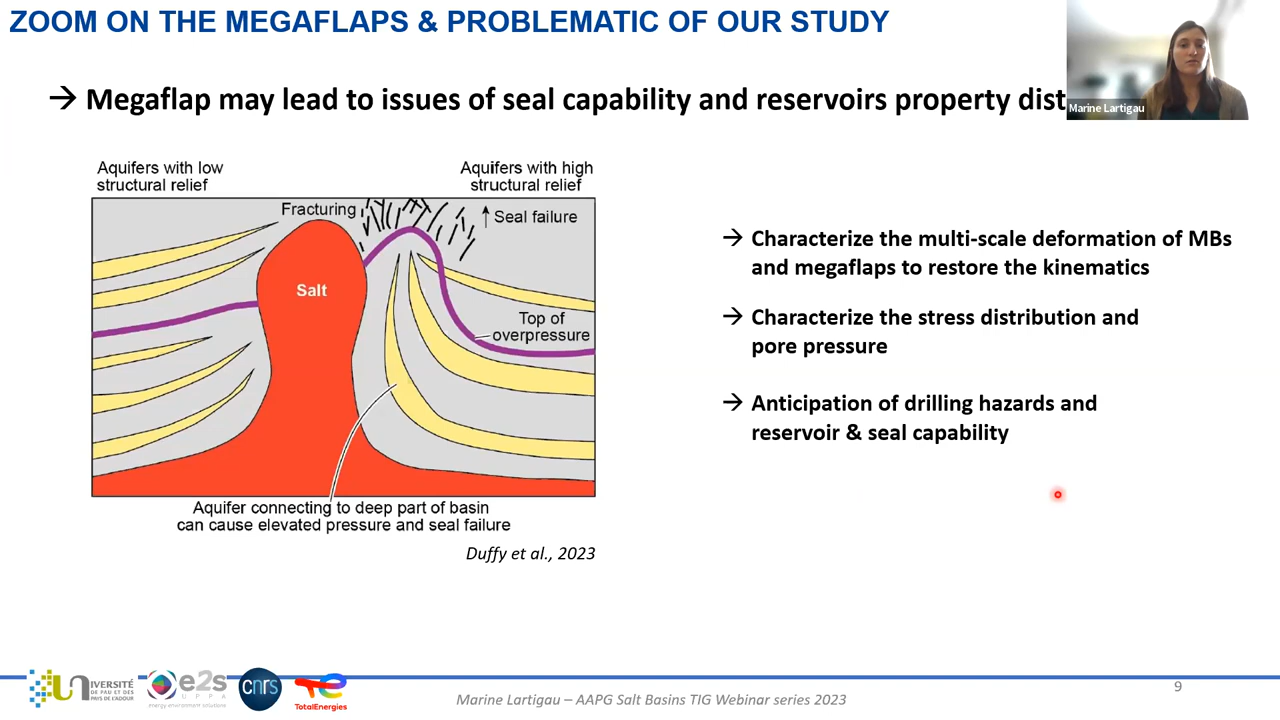 ZOOM ON THE MEGAFLAPS & PROBLEMATIC OF OUR STUDY
Marine Lartigau
→ Megaflap may lead to issues of seal capability and reservoirs property dist
Aquifers with low
structural relief
Aquifers with high
structural relief
Fracturing
Seal failure
Salt
Top of
overpressure
Aquifer connecting to deep part of basin
can cause elevated pressure and seal failure
Duffy et al., 2023
→ Characterize the multi-scale deformation of MBs
and megaflaps to restore the kinematics
→ Characterize the stress distribution and
pore pressure
→ Anticipation of drilling hazards and
reservoir & seal capability
UNIVERSITÉ
DE PAU ET DES
PAYS DE L'ADOUR
e2s
UPPA
energy environment solutions
cnrs
TotalEnergies
Marine Lartigau – AAPG Salt Basins TIG Webinar series 2023
9